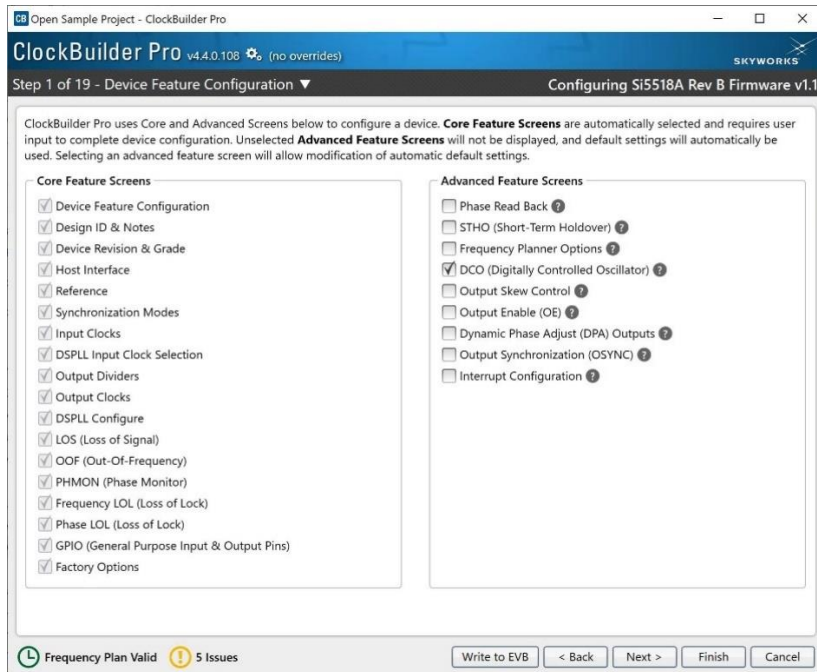 CB Open Sample Project - ClockBuilder Pro
ClockBuilder Pro v4.4.0.108 (no overrides)
SKYWORKS
Step 1 of 19 - Device Feature Configuration ▼
Configuring Si5518A Rev B Firmware v1.1
ClockBuilder Pro uses Core and Advanced Screens below to configure a device. Core Feature Screens are automatically selected and requires user
input to complete device configuration. Unselected Advanced Feature Screens will not be displayed, and default settings will automatically be
used. Selecting an advanced feature screen will allow modification of automatic default settings.
Core Feature Screens
Device Feature Configuration
Design ID & Notes
Device Revision & Grade
Host Interface
Reference
Synchronization Modes
Input Clocks
DSPLL Input Clock Selection
Output Dividers
Output Clocks
DSPLL Configure
LOS (Loss of Signal)
OOF (Out-Of-Frequency)
PHMON (Phase Monitor)
Frequency LOL (Loss of Lock)
Phase LOL (Loss of Lock)
GPIO (General Purpose Input & Output Pins)
Factory Options
Advanced Feature Screens
Phase Read Back ?
STHO (Short-Term Holdover) ?
Frequency Planner Options ?
DCO (Digitally Controlled Oscillator) ?
Output Skew Control ?
Output Enable (OE) ?
Dynamic Phase Adjust (DPA) Outputs ?
Output Synchronization (OSYNC) ?
Interrupt Configuration ?
Frequency Plan Valid
5 Issues
Write to EVB
< Back
Next >
Finish
Cancel